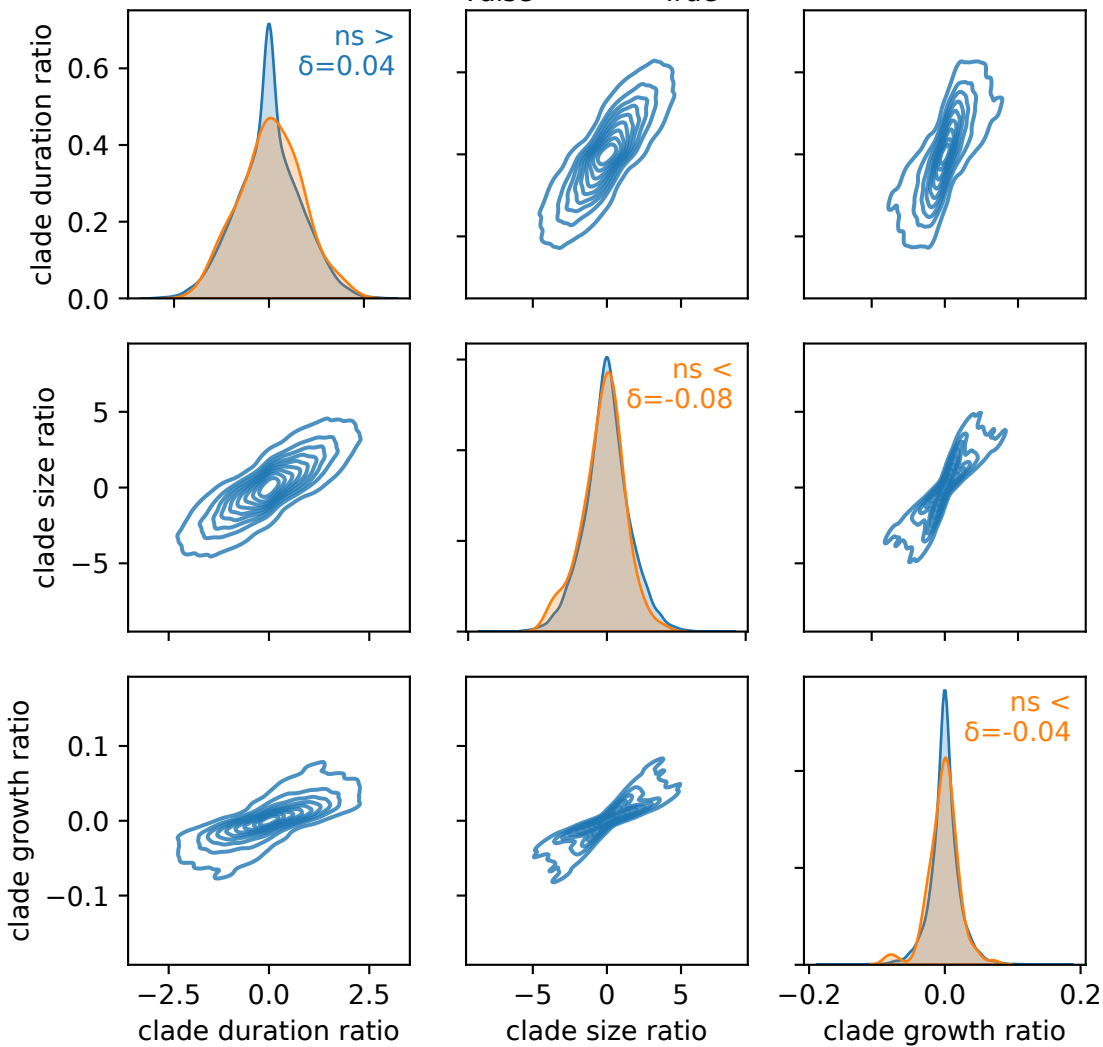 clade duration ratio
0.6
0.4
0.2
0.0
ns >
δ=0.04
clade size ratio
5
0
−5
ns <
δ=-0.08
clade growth ratio
0.1
0.0
−0.1
ns <
δ=-0.04
−2.5 0.0 2.5
−5 0 5
−0.2 0.0 0.2
clade duration ratio
clade size ratio
clade growth ratio